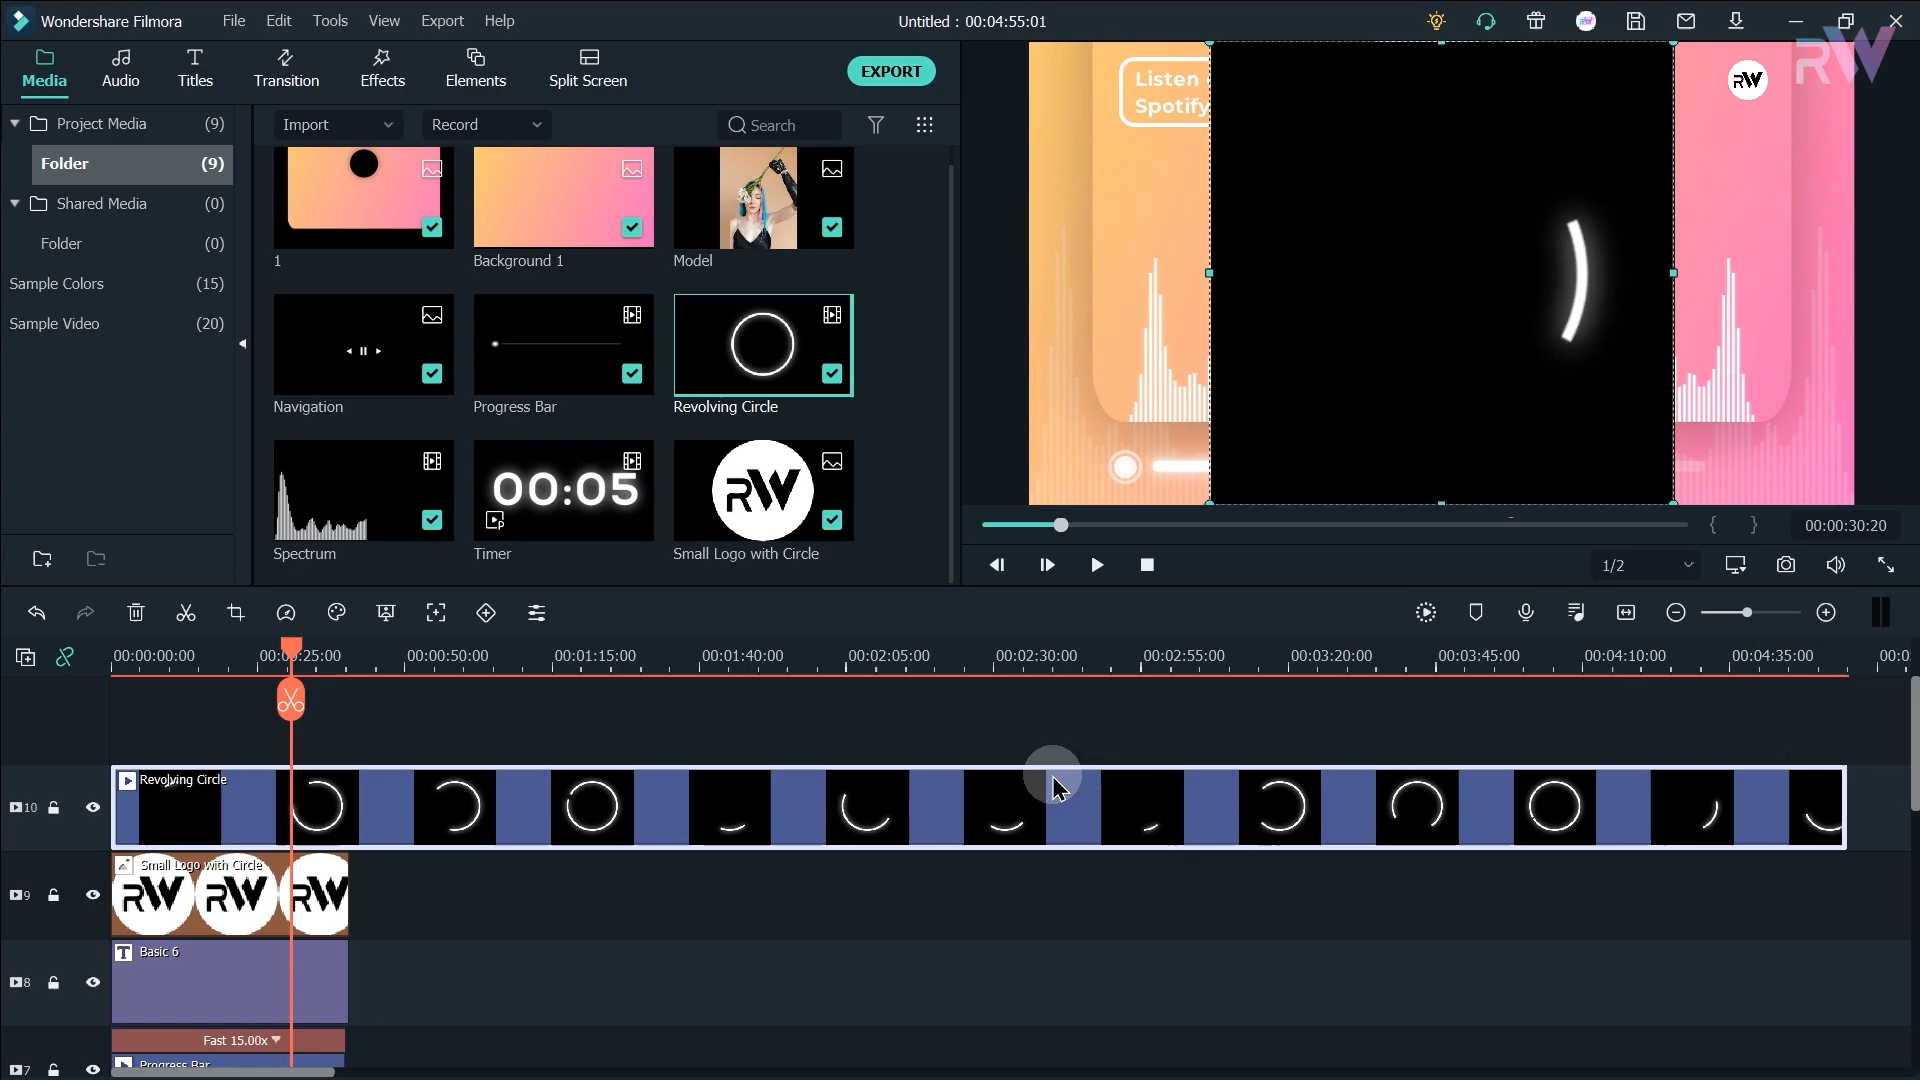 Wondershare Filmora
File Edit Tools View Export Help
Untitled : 00:04:55:01
Media Audio Titles Transition Effects Elements Split Screen
EXPORT
Project Media (9)
Folder (9)
Shared Media (0)
Folder (0)
Sample Colors (15)
Sample Video (20)
Import Record Search
1 Background 1 Model
Navigation Progress Bar Revolving Circle
00:05
RW
Spectrum Timer Small Logo with Circle
Listen
Spotify
RW
RW
00:00:30:20
1/2
00:00:00:00 00:00:25:00 00:00:50:00 00:01:15:00 00:01:40:00 00:02:05:00 00:02:30:00 00:02:55:00 00:03:20:00 00:03:45:00 00:04:10:00 00:04:35:00 00:0
10 Revolving Circle
9 Small Logo with Circle
RW RW RW
8 Basic 6
Fast 15.00x
7 Progress Bar